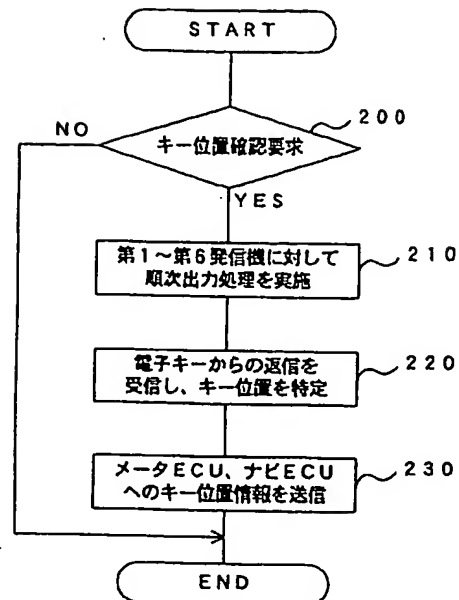 START
200
NO
キー位置確認要求
YES
第1～第6発信機に対して
順次出力処理を実施
210
電子キーからの返信を
受信し、キー位置を特定
220
メータECU、ナビECU
へのキー位置情報を送信
230
END